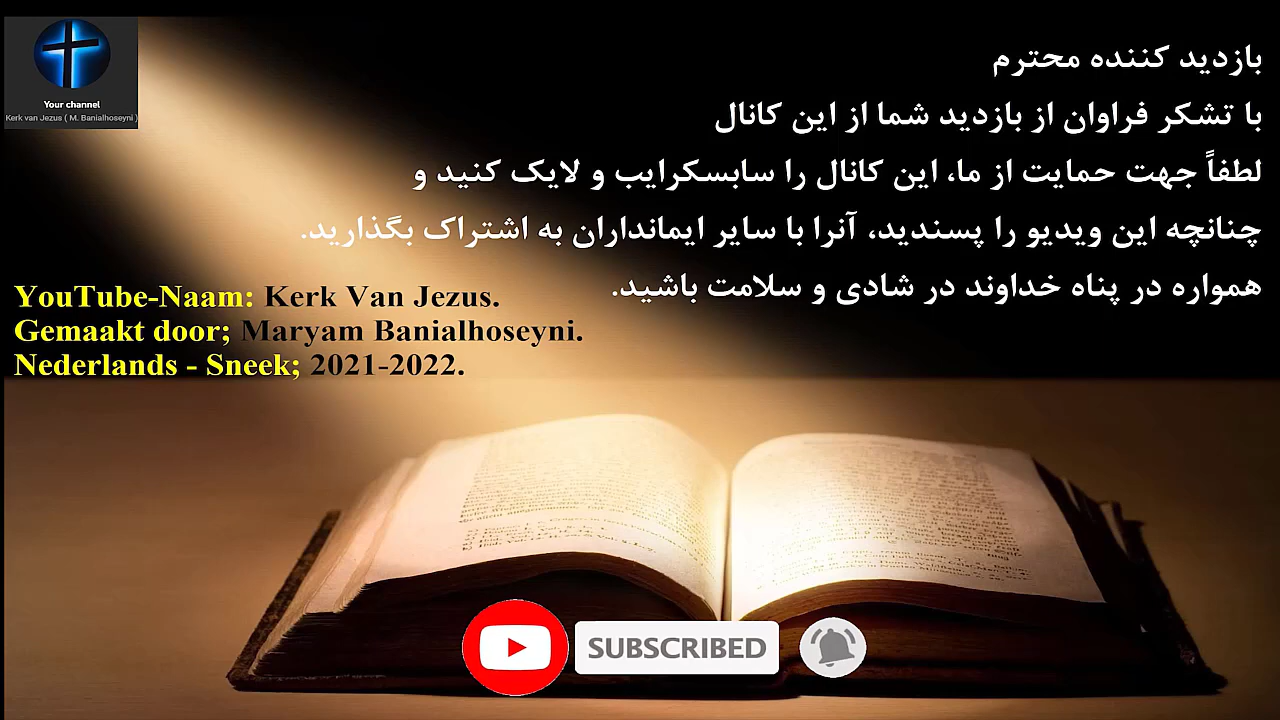 Your channel
Kerk van Jezus ( M. Banialhoseyni )
بازدید کننده محترم
با تشکر فراوان از بازدید شما از این کانال
لطفاً جهت حمایت از ما، این کانال را سابسکرایب و لایک کنید و
چنانچه این ویدیو را پسندید، آنرا با سایر ایمانداران به اشتراک بگذارید.
همواره در پناه خداوند در شادی و سلامت باشید.
YouTube-Naam: Kerk Van Jezus.
Gemaakt door; Maryam Banialhoseyni.
Nederlands - Sneek; 2021-2022.
SUBSCRIBED